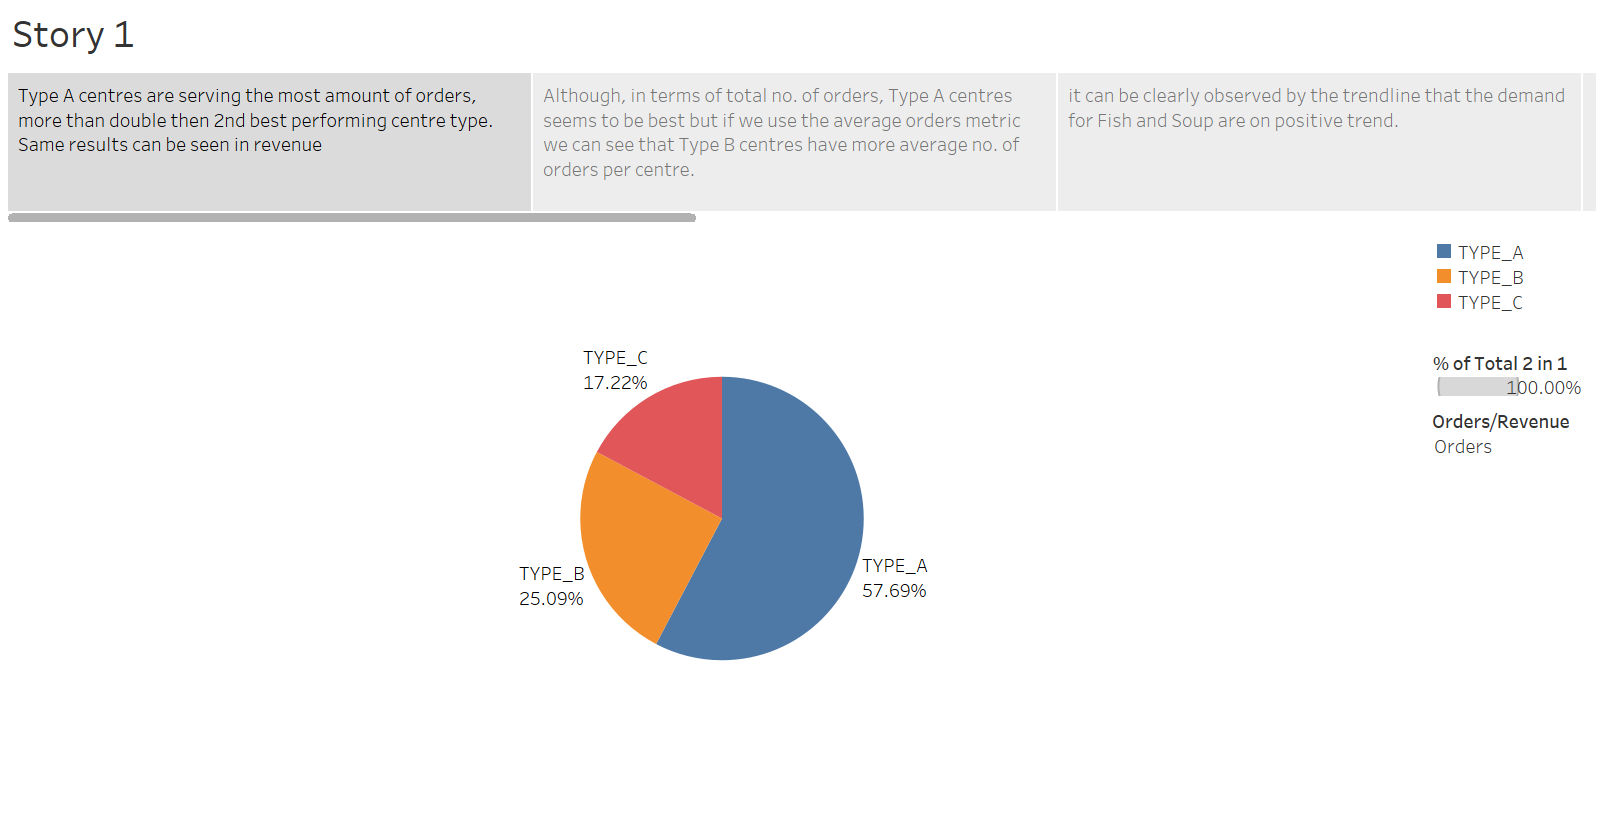 Story 1
Type A centres are serving the most amount of orders,
more than double then 2nd best performing centre type.
Same results can be seen in revenue
Although, in terms of total no. of orders, Type A centres
seems to be best but if we use the average orders metric
we can see that Type B centres have more average no. of
orders per centre.
it can be clearly observed by the trendline that the demand
for Fish and Soup are on positive trend.
TYPE_A
TYPE_B
TYPE_C
% of Total 2 in 1
100.00%
Orders/Revenue
Orders
TYPE_C
17.22%
TYPE_B
25.09%
TYPE_A
57.69%